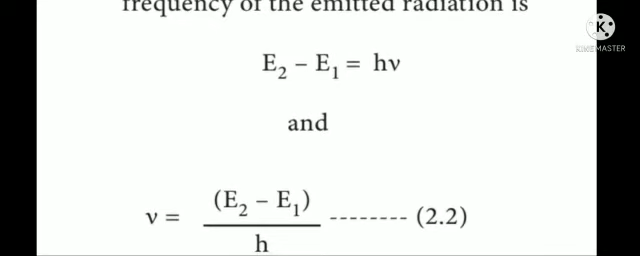 frequency of the emitted radiation is
E₂ – E₁ = hν
and
ν = (E₂ – E₁) -------- (2.2)
h
K
KINEMASTER